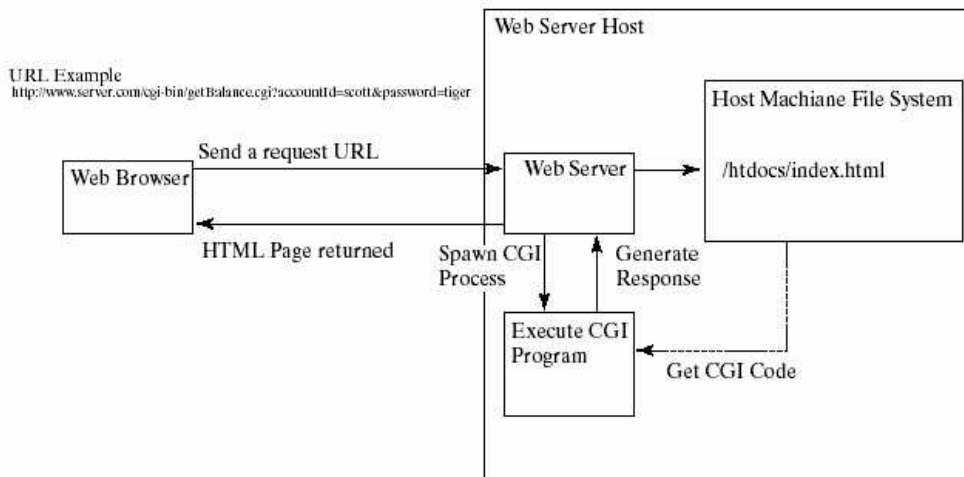 Web Server Host
URL Example
http://www.server.com/cgi-bin/getBalance.cgi?accountId=scott&password=tiger
Host Machiane File System
Send a request URL
Web Browser
Web Server
/htdocs/index.html
HTML Page returned
Spawn CGI
Process
Generate
Response
Execute CGI
Program
Get CGI Code